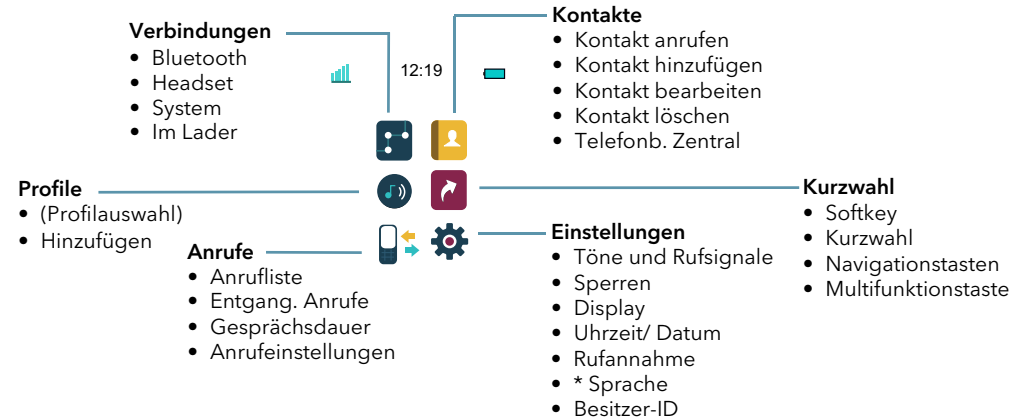 Verbindungen
• Bluetooth
• Headset
• System
• Im Lader
12:19
Kontakte
• Kontakt anrufen
• Kontakt hinzufügen
• Kontakt bearbeiten
• Kontakt löschen
• Telefonb. Zentral
Profile
• (Profilauswahl)
• Hinzufügen
Kurzwahl
• Softkey
• Kurzwahl
• Navigationstasten
• Multifunktionstaste
Anrufe
• Anrufliste
• Entgang. Anrufe
• Gesprächsdauer
• Anrufeinstellungen
Einstellungen
• Töne und Rufsignale
• Sperren
• Display
• Uhrzeit/ Datum
• Rufannahme
• * Sprache
• Besitzer-ID